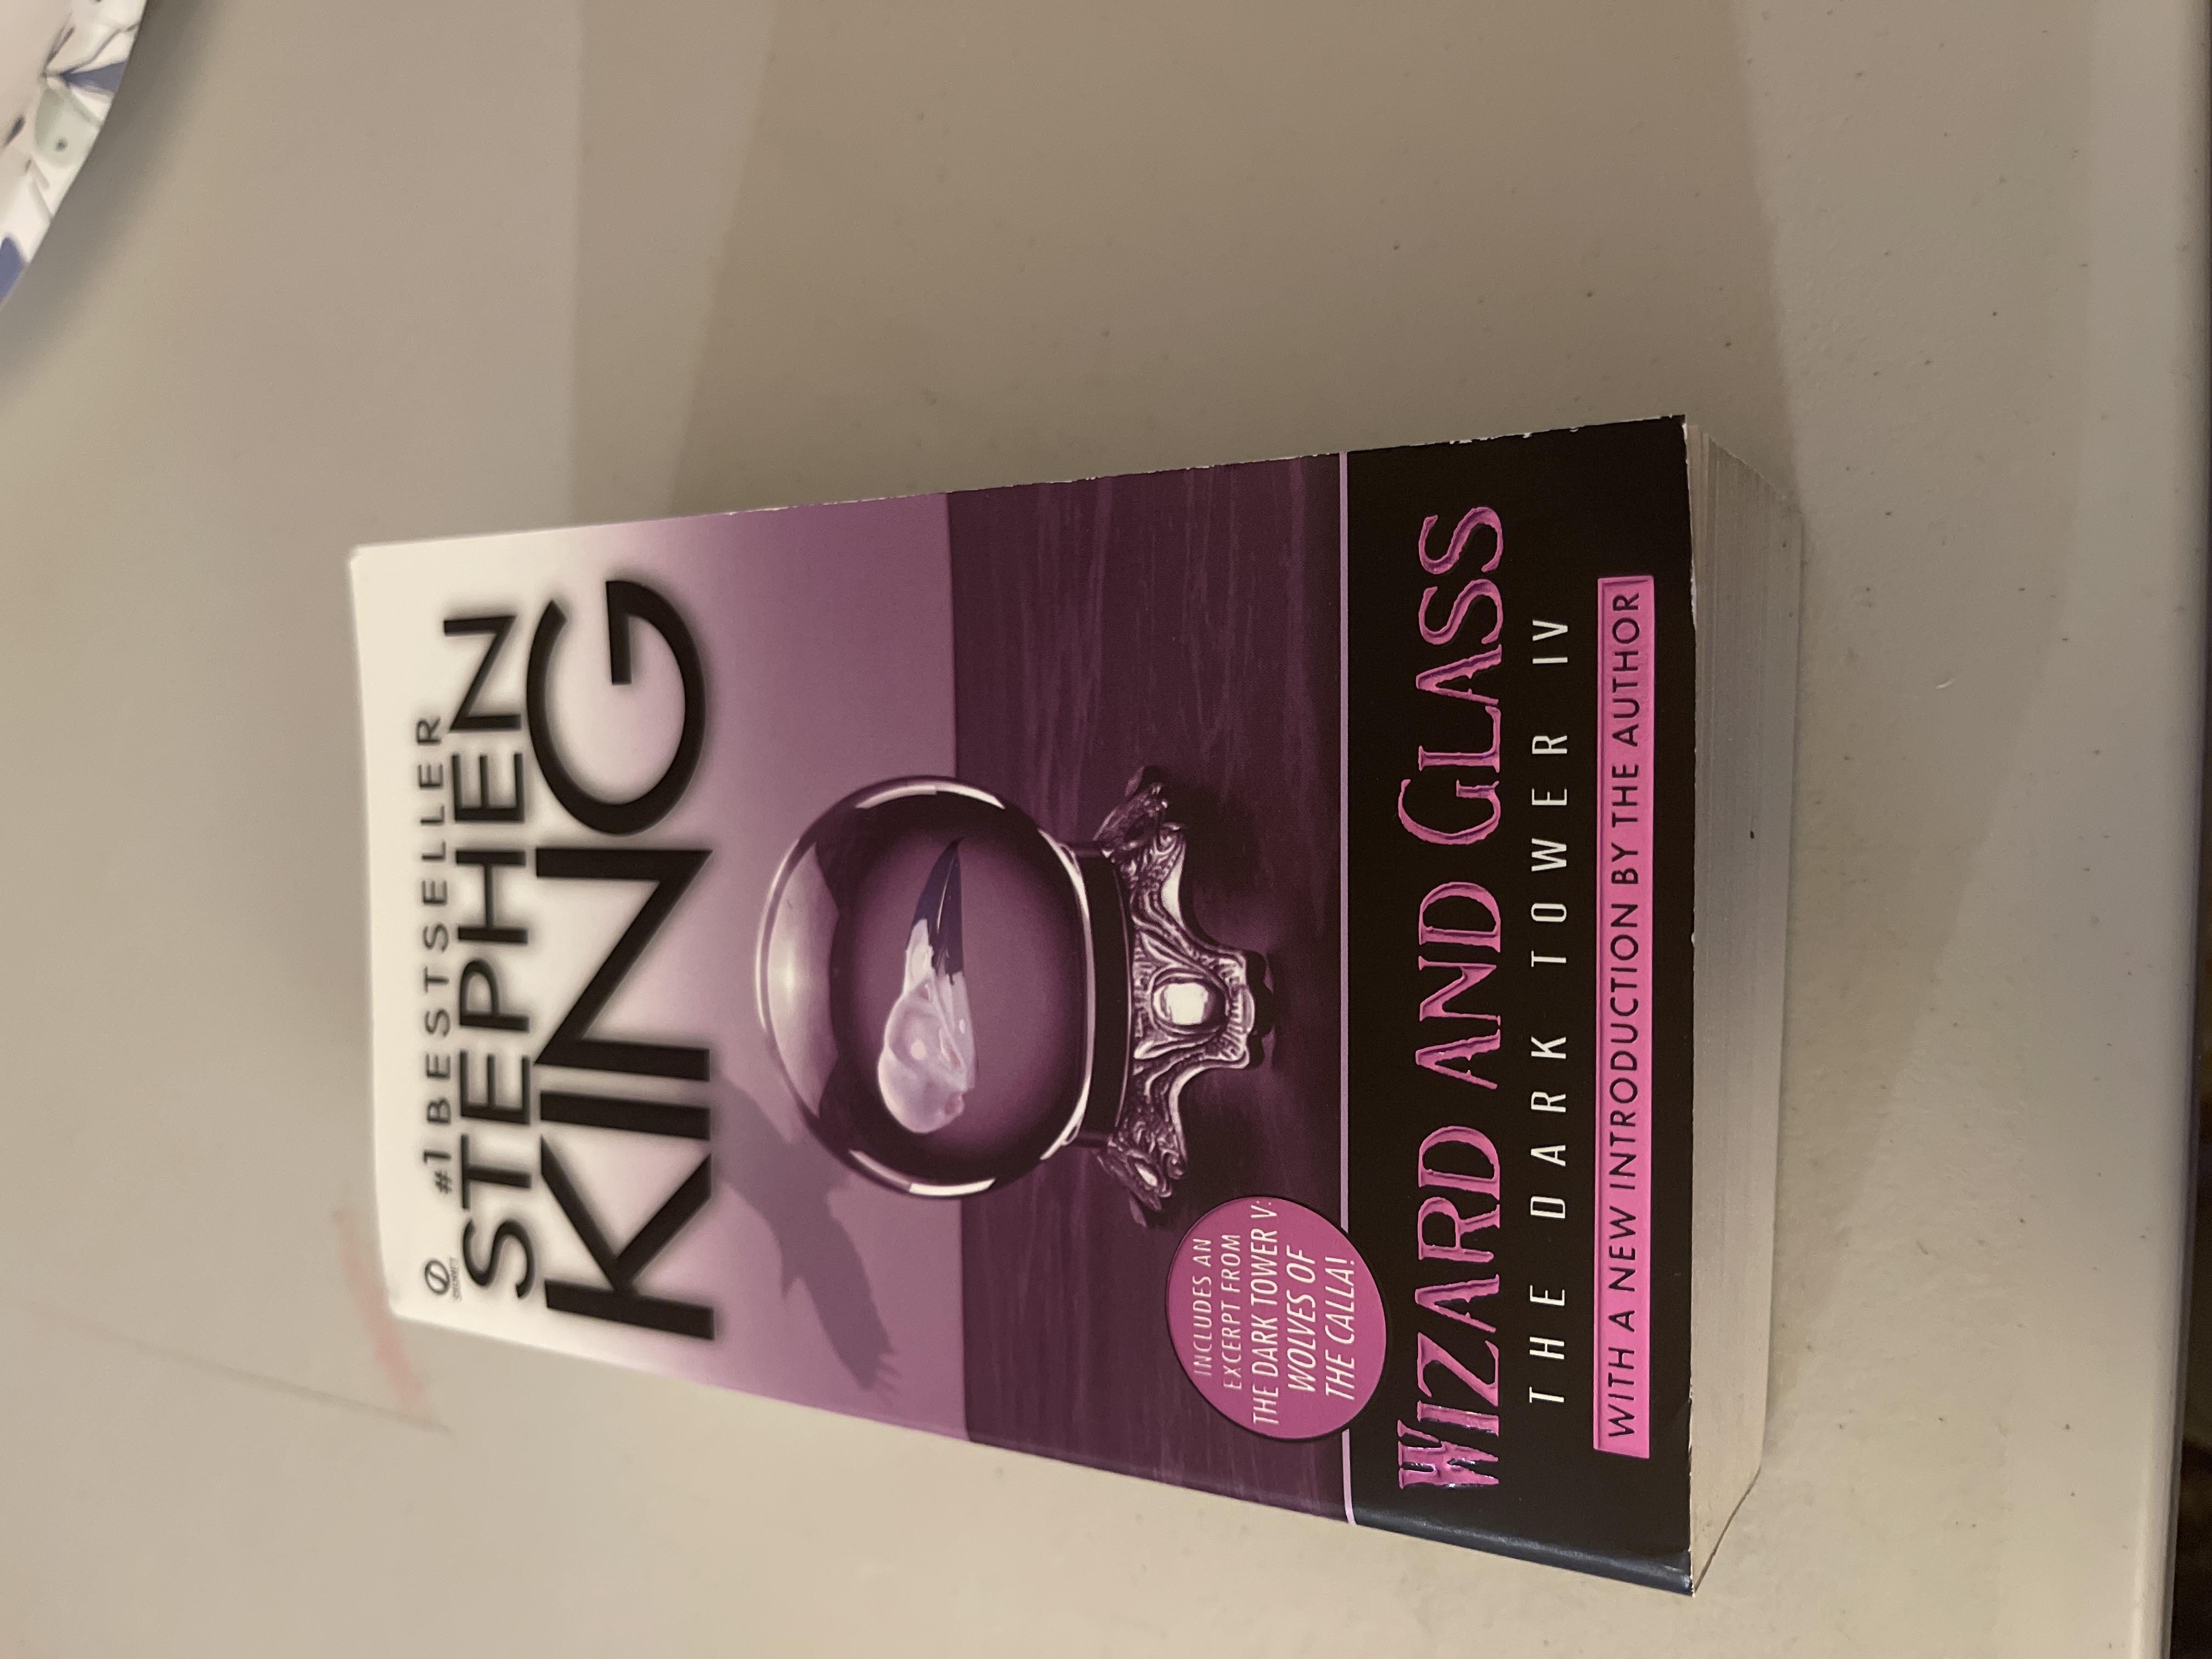 SIGNET
#1 BESTSELLER
STEPHEN
KING
INCLUDES AN
EXCERPT FROM
THE DARK TOWER V:
WOLVES OF
THE CALLA!
WIZARD AND GLASS
THE DARK TOWER IV
WITH A NEW INTRODUCTION BY THE AUTHOR